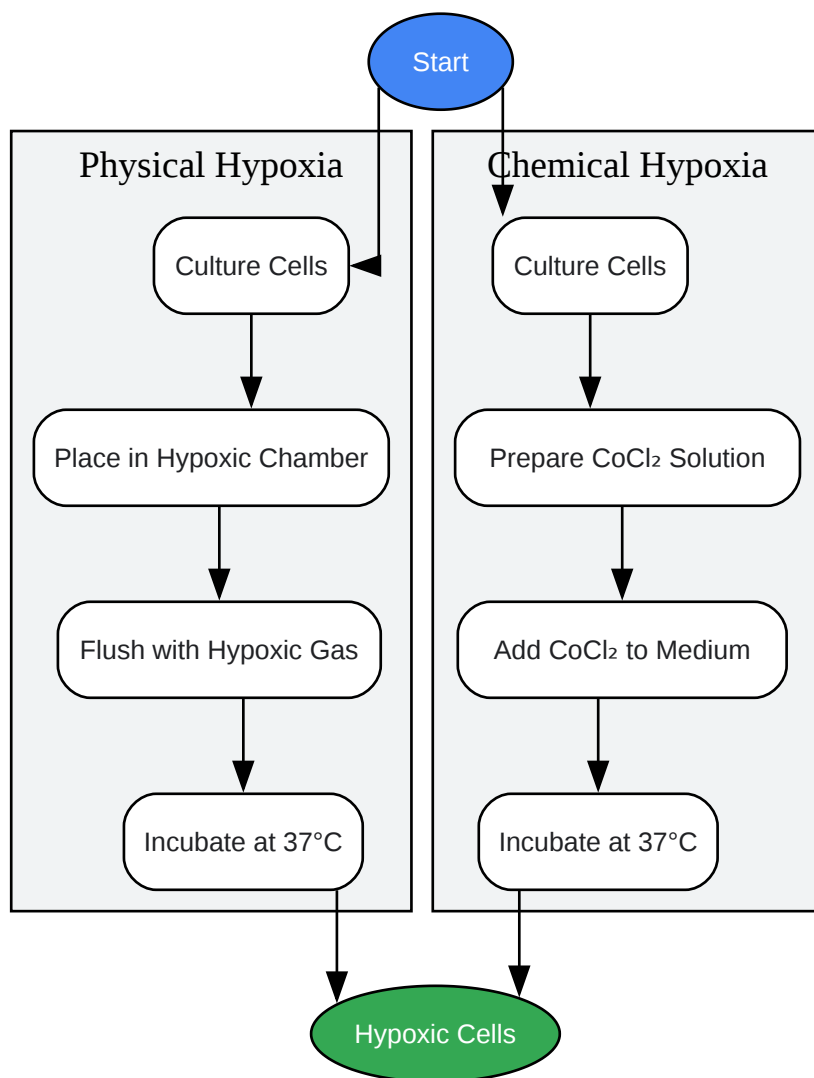 Start
Physical Hypoxia
Culture Cells
Place in Hypoxic Chamber
Flush with Hypoxic Gas
Incubate at 37°C
Chemical Hypoxia
Culture Cells
Prepare CoCl₂ Solution
Add CoCl₂ to Medium
Incubate at 37°C
Hypoxic Cells